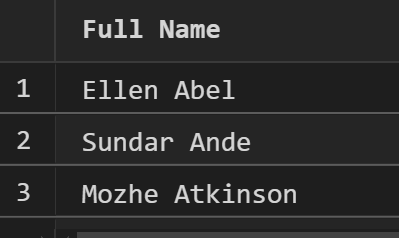 Full Name
1 Ellen Abel
2 Sundar Ande
3 Mozhe Atkinson